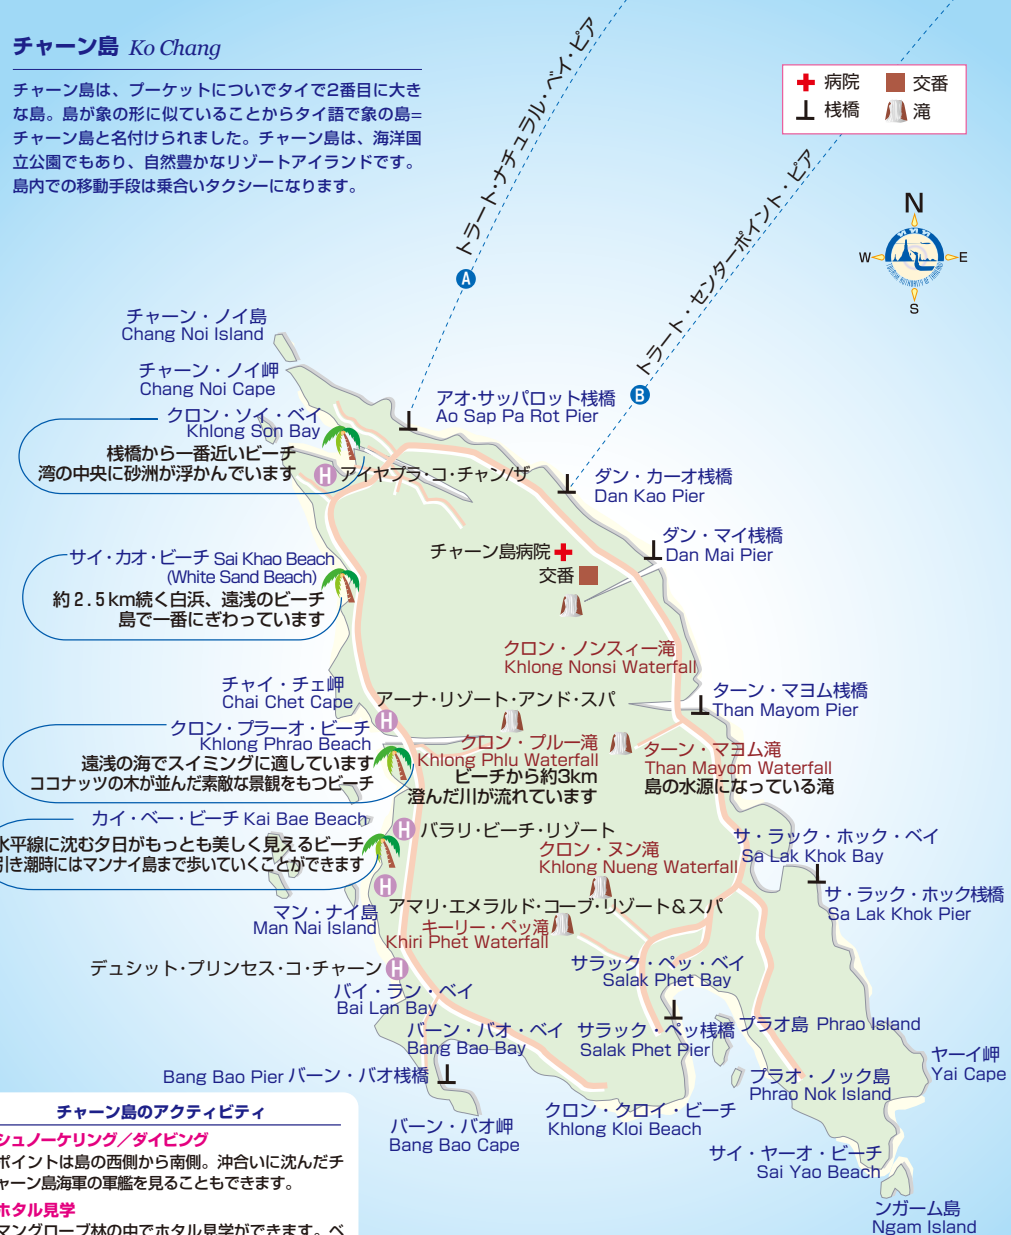 チャーン島 Ko Chang
チャーン島は、プーケットについでタイで2番目に大き
な島。島が象の形に似ていることからタイ語で象の島=
チャーン島と名付けられました。チャーン島は、海洋国
立公園でもあり、自然豊かなリゾートアイランドです。
島内での移動手段は乗合いタクシーになります。
トラート・ナチュラル・ベイ・ピア
A
トラート・センターポイント・ピア
B
病院
交番
桟橋
滝
N
W
E
S
TOURISM AUTHORITY OF THAILAND
チャーン・ノイ島
Chang Noi Island
チャーン・ノイ岬
Chang Noi Cape
クロン・ソイ・ベイ
Khlong Son Bay
桟橋から一番近いビーチ
湾の中央に砂洲が浮かんでいます
H アイヤプラ・コ・チャン/ザ
アオ・サッパロット桟橋
Ao Sap Pa Rot Pier
ダン・カーオ桟橋
Dan Kao Pier
ダン・マイ桟橋
Dan Mai Pier
チャーン島病院
交番
サイ・カオ・ビーチ Sai Khao Beach
(White Sand Beach)
約2.5km続く白浜、遠浅のビーチ
島で一番にぎわっています
クロン・ノンスィー滝
Khlong Nonsi Waterfall
チャイ・チェ岬
Chai Chet Cape
アーナ・リゾート・アンド・スパ
H
ターン・マヨム桟橋
Than Mayom Pier
クロン・プラーオ・ビーチ
Khlong Phrao Beach
遠浅の海でスイミングに適しています
ココナッツの木が並んだ素敵な景観をもつビーチ
クロン・プルー滝
Khlong Phlu Waterfall
ビーチから約3km
澄んだ川が流れています
ターン・マヨム滝
Than Mayom Waterfall
島の水源になっている滝
カイ・ベー・ビーチ Kai Bae Beach
水平線に沈む夕日がもっとも美しく見えるビーチ
引き潮時にはマンナイ島まで歩いていくことができます
H バラリ・ビーチ・リゾート
クロン・ヌン滝
Khlong Nueng Waterfall
サ・ラック・ホック・ベイ
Sa Lak Khok Bay
サ・ラック・ホック桟橋
Sa Lak Khok Pier
H
アマリ・エメラルド・コーブ・リゾート＆スパ
マン・ナイ島
Man Nai Island
キーリー・ペッ滝
Khiri Phet Waterfall
デュシット・プリンセス・コ・チャーン H
サラック・ペッ・ベイ
Salak Phet Bay
バイ・ラン・ベイ
Bai Lan Bay
バーン・バオ・ベイ
Bang Bao Bay
サラック・ペッ桟橋
Salak Phet Pier
プラオ島 Phrao Island
ヤーイ岬
Yai Cape
Bang Bao Pier バーン・バオ桟橋
プラオ・ノック島
Phrao Nok Island
バーン・バオ岬
Bang Bao Cape
クロン・クロイ・ビーチ
Khlong Kloi Beach
サイ・ヤーオ・ビーチ
Sai Yao Beach
ンガーム島
Ngam Island
チャーン島のアクティビティ
シュノーケリング／ダイビング
ポイントは島の西側から南側。沖合いに沈んだチ
ャーン島海軍の軍艦を見ることもできます。
ホタル見学
マングローブ林の中でホタル見学ができます。ベ